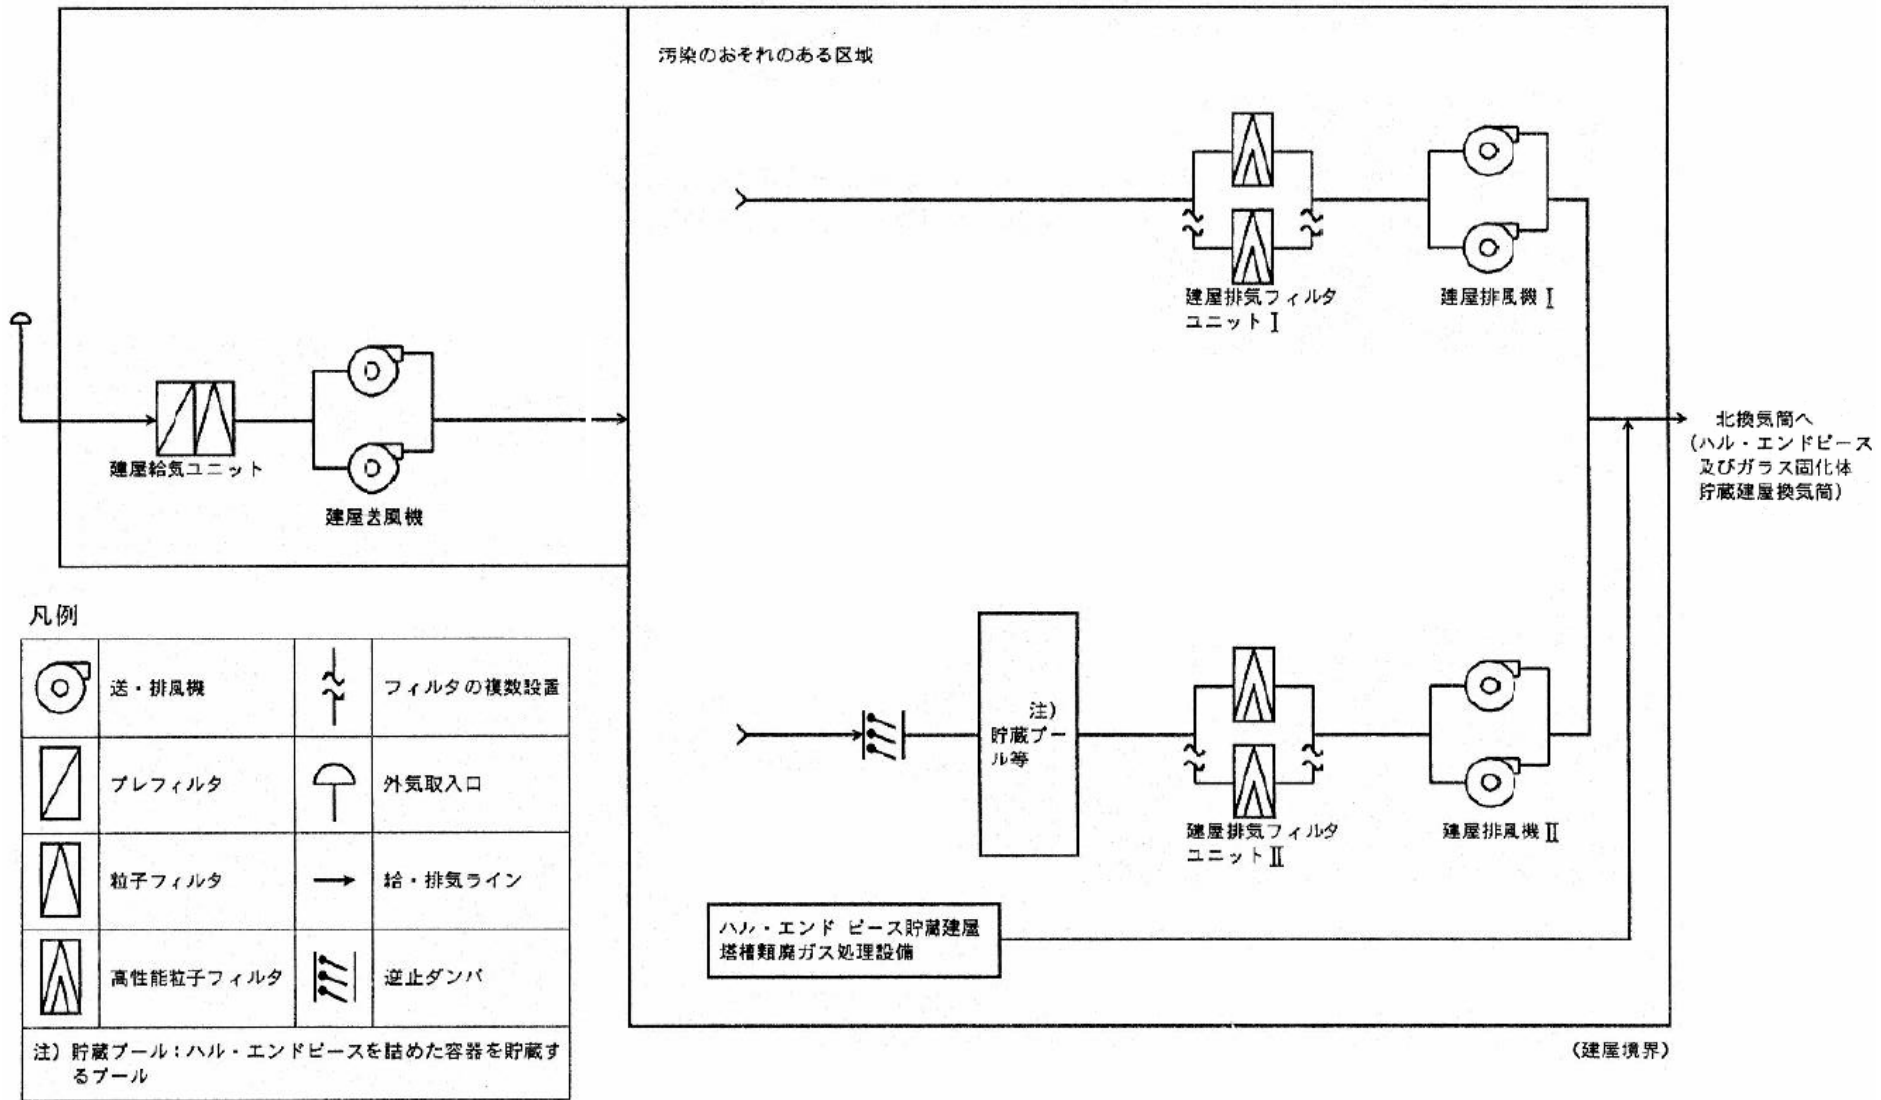 汚染のおそれのある区域
建屋排気フィルタ
ユニットⅠ
建屋排風機Ⅰ
建屋給気ユニット
建屋送風機
北換気筒へ
(ハル・エンドピース
及びガラス固化体
貯蔵建屋換気筒)
注)
貯蔵プー
ル等
建屋排気フィルタ
ユニットⅡ
建屋排風機Ⅱ
ハル・エンド ピース貯蔵建屋
塔槽類廃ガス処理設備
(建屋境界)
凡例
送・排風機
フィルタの複数設置
プレフィルタ
外気取入口
粒子フィルタ
給・排気ライン
高性能粒子フィルタ
逆止ダンパ
注) 貯蔵プール:ハル・エンドピースを詰めた容器を貯蔵す
るプール